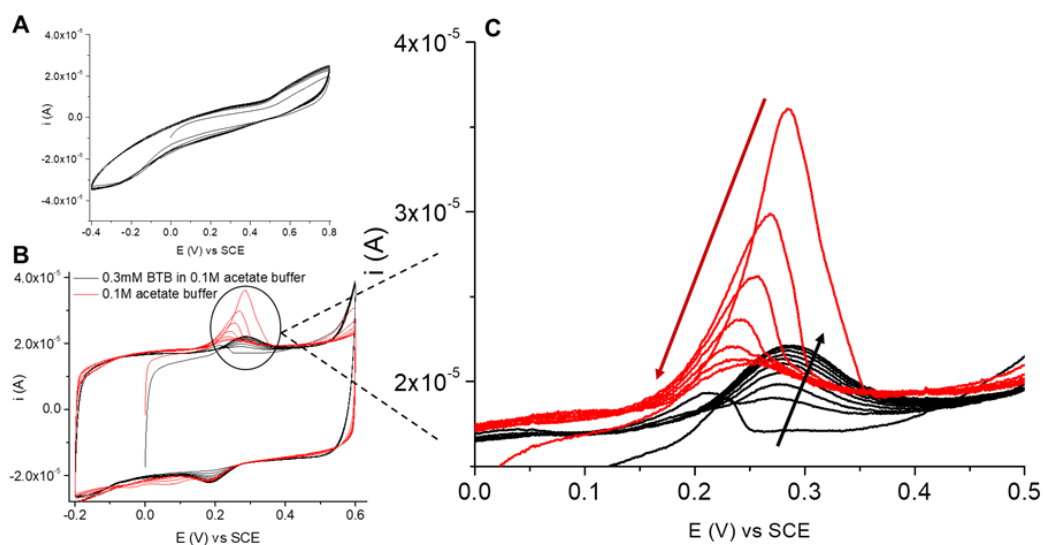 A
4.0x10⁻⁵
2.0x10⁻⁵
0.0
-2.0x10⁻⁵
-4.0x10⁻⁵
i (A)
-0.4 -0.2 0.0 0.2 0.4 0.6 0.8
E (V) vs SCE
B
4.0x10⁻⁵
2.0x10⁻⁵
0.0
-2.0x10⁻⁵
i (A)
0.3mM BTB in 0.1M acetate buffer
0.1M acetate buffer
-0.2 0.0 0.2 0.4 0.6
E (V) vs SCE
C
4x10⁻⁵
3x10⁻⁵
2x10⁻⁵
i (A)
0.0 0.1 0.2 0.3 0.4 0.5
E (V) vs SCE